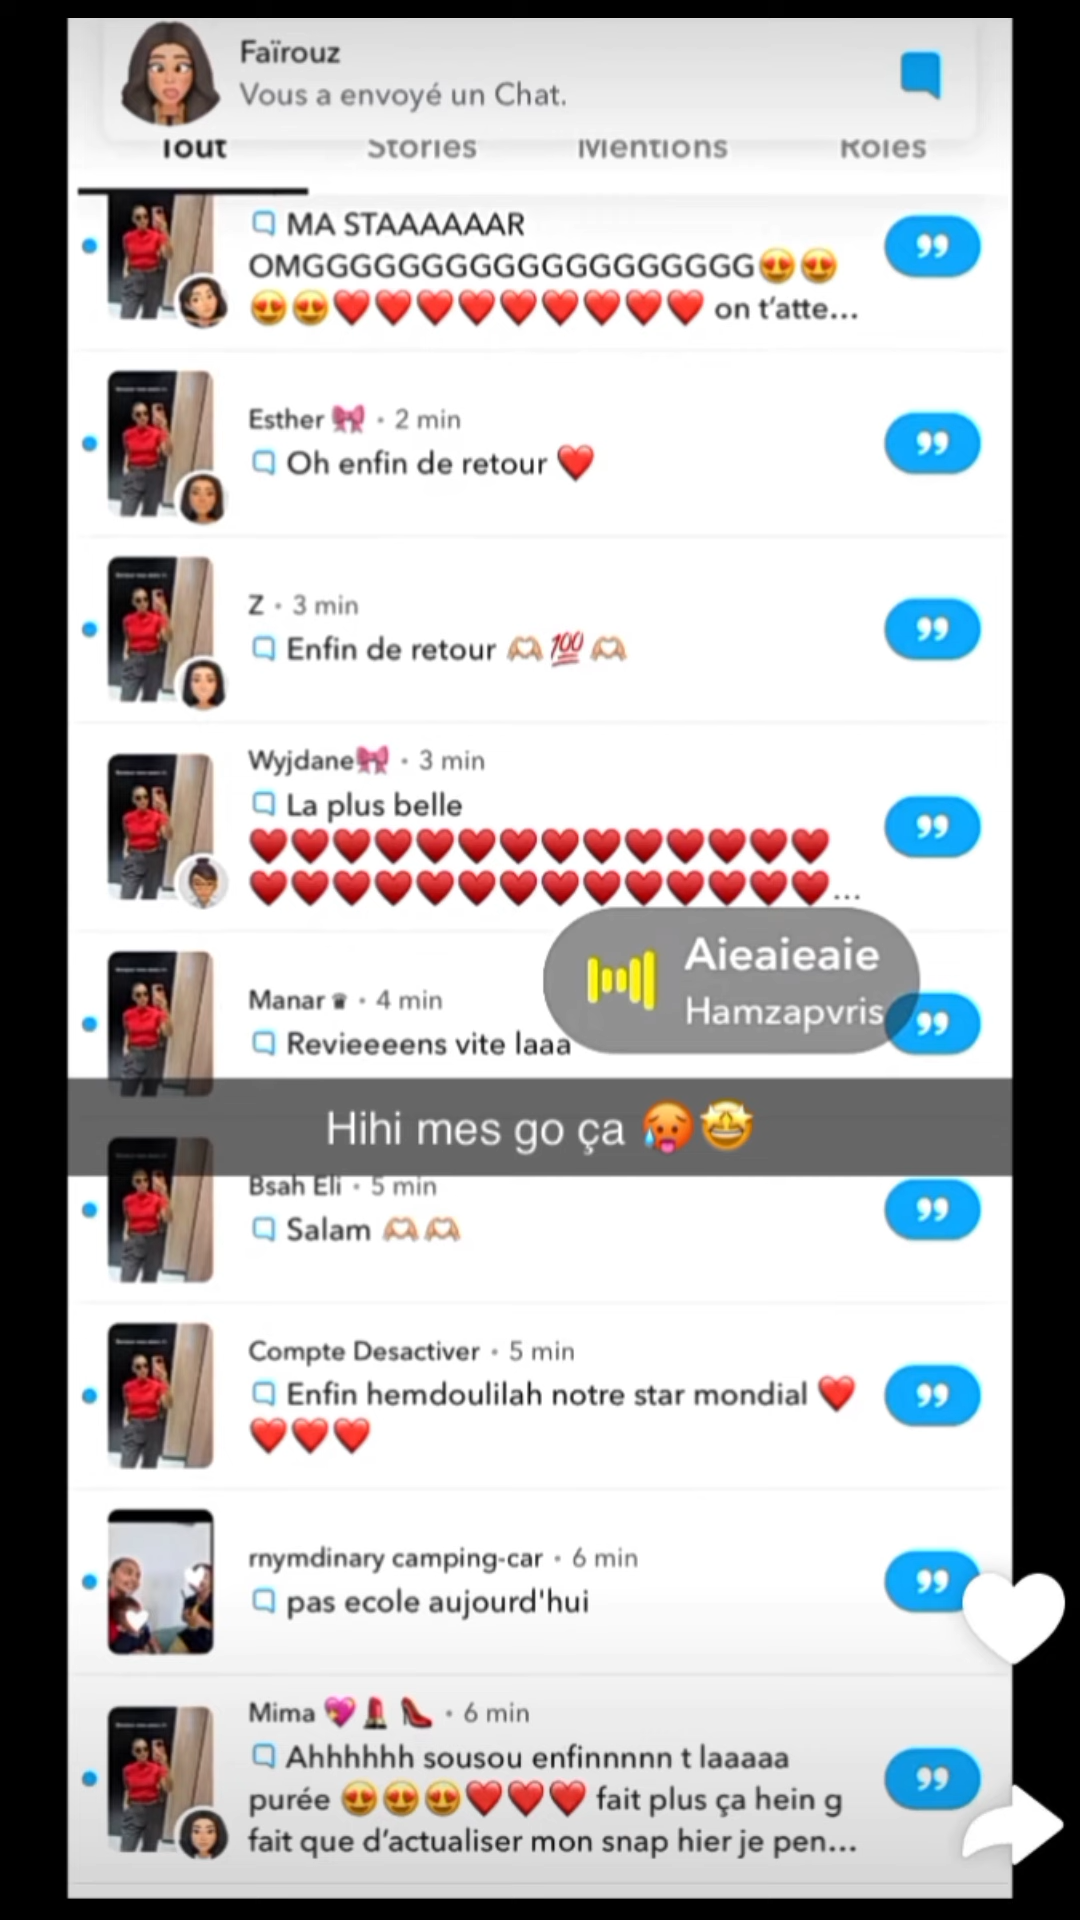 Faïrouz
Vous a envoyé un Chat.
Tout Stories Mentions Rôles
MA STAAAAAAR
OMGGGGGGGGGGGGGGGGGGG😍😍
😍😍❤️❤️❤️❤️❤️❤️❤️❤️❤️ on t’atte...
Esther 🎀 • 2 min
Oh enfin de retour ❤️
Z • 3 min
Enfin de retour 🫶🏼💯🫶🏼
Wyjdane🎀 • 3 min
La plus belle
♥️♥️♥️♥️♥️♥️♥️♥️♥️♥️♥️♥️♥️♥️
♥️♥️♥️♥️♥️♥️♥️♥️♥️♥️♥️♥️♥️♥️...
Aieaieaie
Hamzapvris
Manar ♛ • 4 min
Revieeeens vite laaa
Hihi mes go ça 🥵🤩
Bsah Eli • 5 min
Salam 🫶🏼🫶🏼
Compte Desactiver • 5 min
Enfin hemdoulilah notre star mondial ❤️
❤️❤️❤️
rnymdinary camping-car • 6 min
pas ecole aujourd'hui
Mima 💖💄👠 • 6 min
Ahhhhhh sousou enfinnnnn t laaaaa
purée 😍😍😍❤️❤️❤️ fait plus ça hein g
fait que d’actualiser mon snap hier je pen...